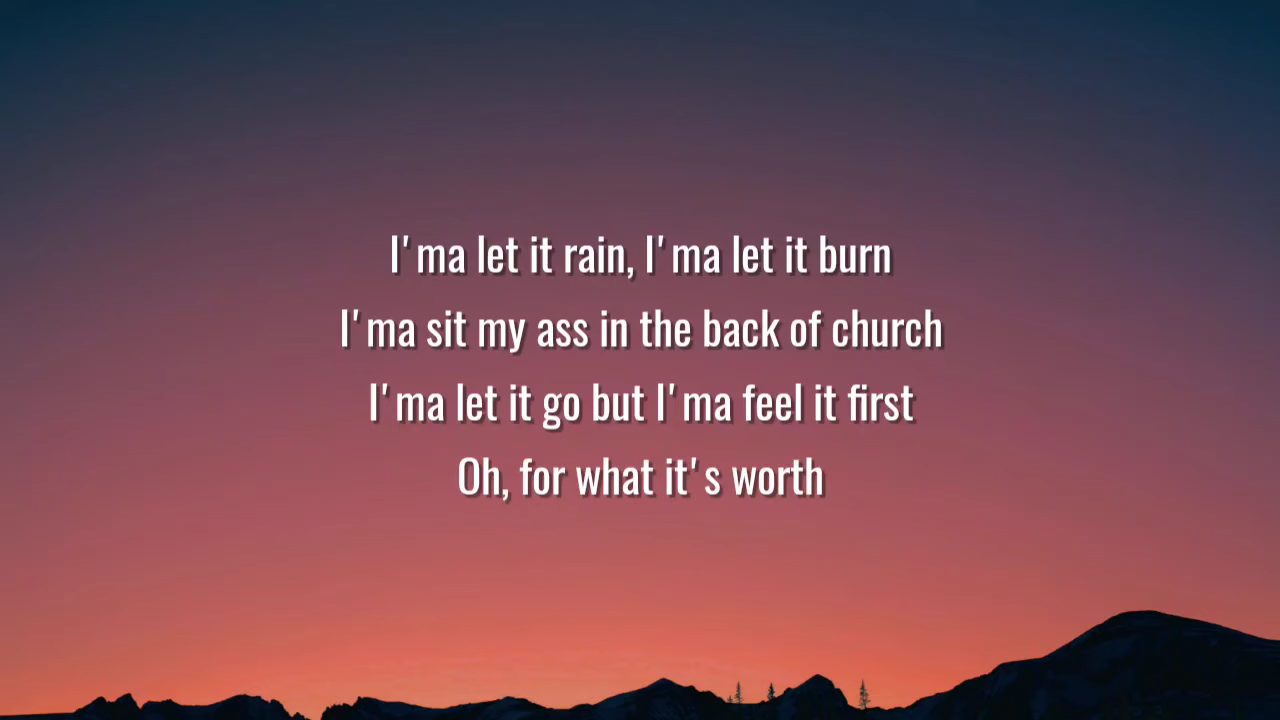 I'ma let it rain, I'ma let it burn
I'ma sit my ass in the back of church
I'ma let it go but I'ma feel it first
Oh, for what it's worth